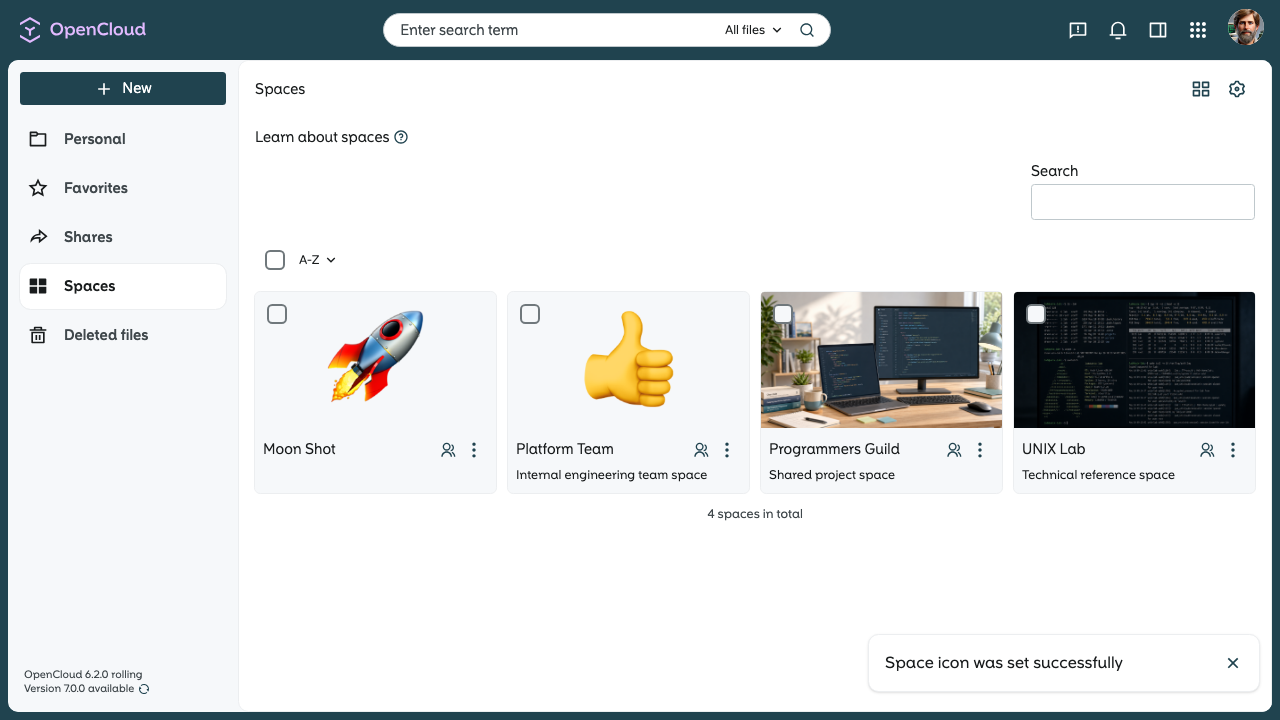 OpenCloud
Enter search term
All files
New
Personal
Favorites
Shares
Spaces
Deleted files
OpenCloud 6.2.0 rolling
Version 7.0.0 available
Spaces
Learn about spaces
Search
A-Z
Moon Shot
Platform Team
Internal engineering team space
Programmers Guild
Shared project space
UNIX Lab
Technical reference space
4 spaces in total
Space icon was set successfully